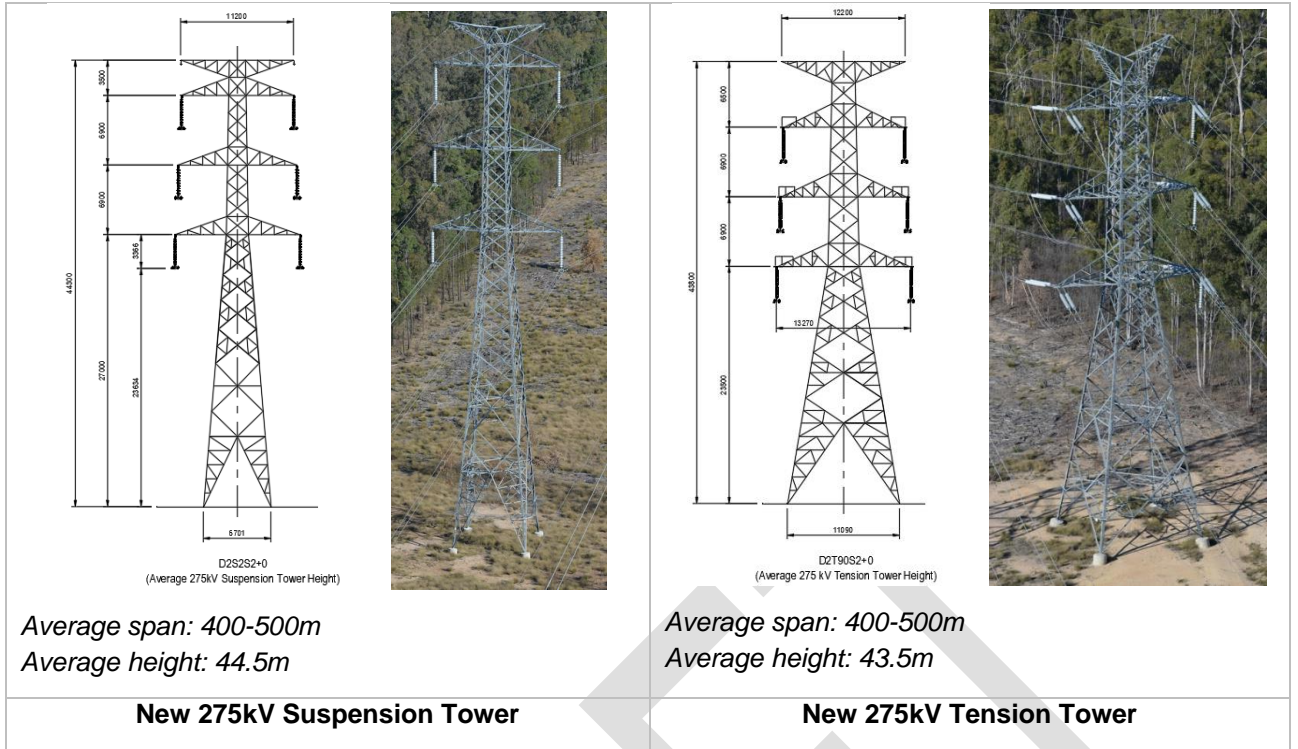 11200
3500
6900
6900
3366
44300
27000
23634
6701
D2S2S2+0
(Average 275kV Suspension Tower Height)
Average span: 400-500m
Average height: 44.5m
New 275kV Suspension Tower
12200
6500
6900
6900
43800
13270
23500
11090
D2T90S2+0
(Average 275 kV Tension Tower Height)
Average span: 400-500m
Average height: 43.5m
New 275kV Tension Tower